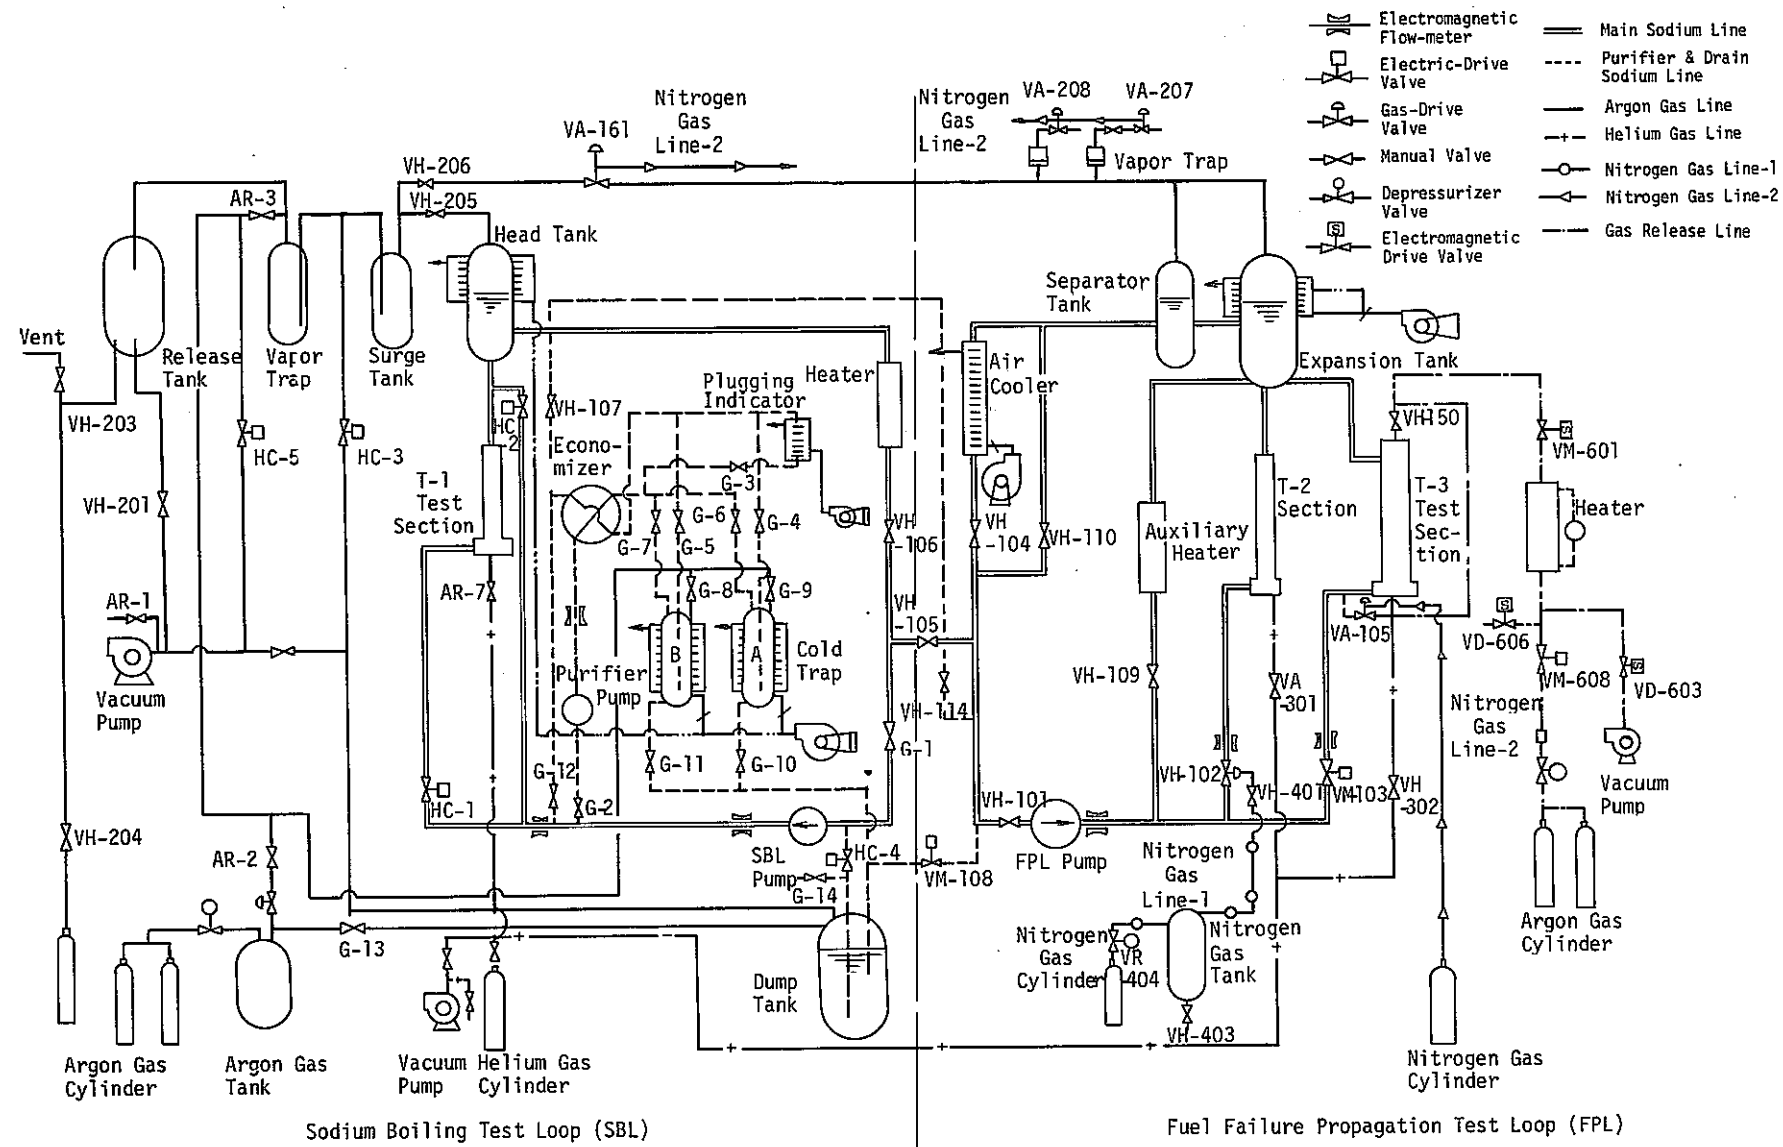 Electromagnetic
Flow-meter
Electric-Drive
Valve
Gas-Drive
Valve
Manual Valve
Depressurizer
Valve
S
Electromagnetic
Drive Valve
Main Sodium Line
Purifier & Drain
Sodium Line
Argon Gas Line
Helium Gas Line
Nitrogen Gas Line-1
Nitrogen Gas Line-2
Gas Release Line
Nitrogen
Gas
Line-2
Nitrogen
Gas
Line-2
VA-161
VA-208
VA-207
Vapor Trap
VH-206
VH-205
AR-3
Head Tank
Separator
Tank
Expansion Tank
Vent
Release
Tank
Vapor
Trap
Surge
Tank
VH-203
HC-5
HC-3
VH-201
HC
-2
VH-107
Plugging
Indicator
Heater
Air
Cooler
Econo-
mizer
G-3
T-1
Test
Section
G-6
G-4
G-7
G-5
VH
-106
VH
-104
VH-110
Auxiliary
Heater
T-2
Section
VH-150
T-3
Test
Sec-
tion
VM-601
S
Heater
AR-7
G-8
G-9
VH
-105
AR-1
Vacuum
Pump
Purifier
Pump
B
A
Cold
Trap
VH-114
G-1
VH-109
VA
-301
VA-105
S
VD-606
VM-608
S
VD-603
Nitrogen
Gas
Line-2
Vacuum
Pump
G-12
G-11
G-10
G-2
HC-1
VH-101
VH-102
VH-401
VM-103
VH
-302
VH-204
AR-2
SBL
Pump
HC-4
G-14
VM-108
FPL Pump
Nitrogen
Gas
Line-1
Argon Gas
Cylinder
G-13
Dump
Tank
Nitrogen
Gas
Cylinder
VR
-404
Nitrogen
Gas
Tank
VH-403
Argon Gas
Cylinder
Argon Gas
Tank
Vacuum
Pump
Helium Gas
Cylinder
Nitrogen Gas
Cylinder
Sodium Boiling Test Loop (SBL)
Fuel Failure Propagation Test Loop (FPL)